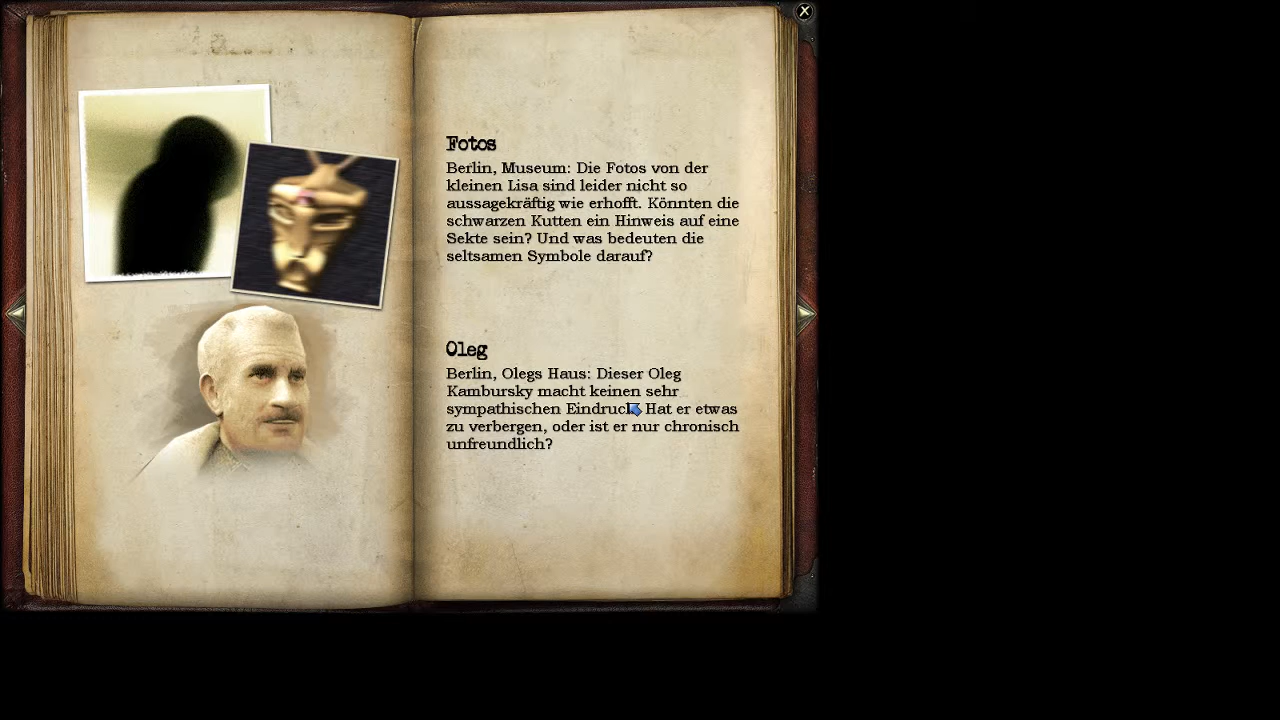 Fotos
Berlin, Museum: Die Fotos von der
kleinen Lisa sind leider nicht so
aussagekräftig wie erhofft. Könnten die
schwarzen Kutten ein Hinweis auf eine
Sekte sein? Und was bedeuten die
seltsamen Symbole darauf?
Oleg
Berlin, Olegs Haus: Dieser Oleg
Kambursky macht keinen sehr
sympathischen Eindruck. Hat er etwas
zu verbergen, oder ist er nur chronisch
unfreundlich?